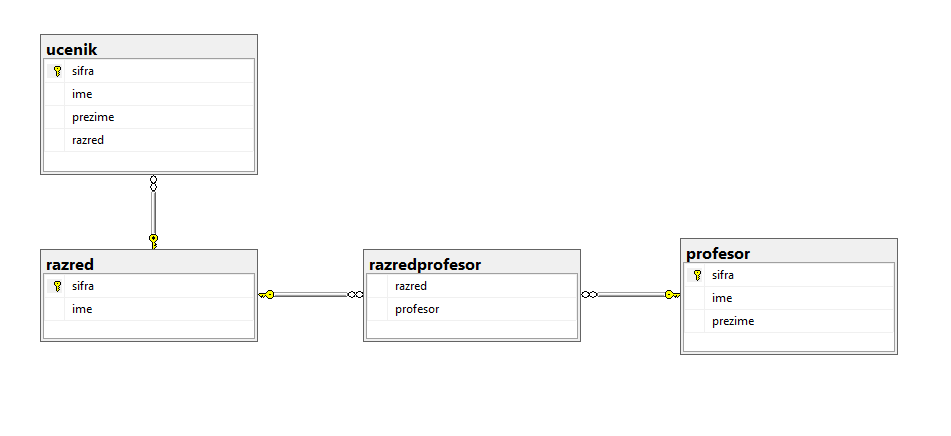 ucenik
sifra
ime
prezime
razred
razred
sifra
ime
razredprofesor
razred
profesor
profesor
sifra
ime
prezime